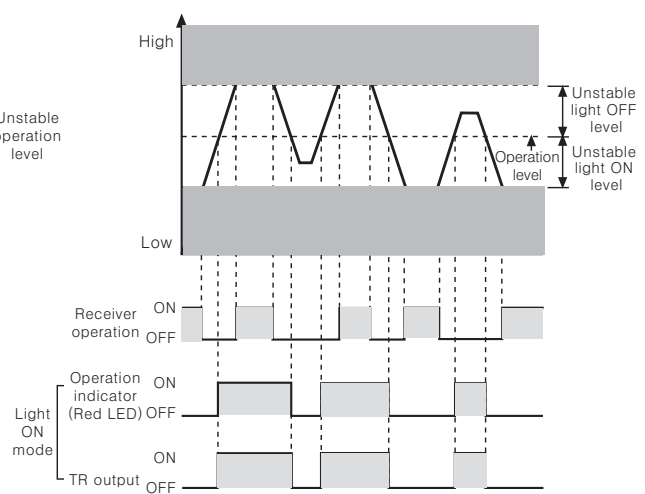 High
Unstable
operation
level
Unstable
light OFF
level
Operation
level
Unstable
light ON
level
Low
Receiver
operation
ON
OFF
Light
ON
mode
Operation
indicator
(Red LED)
ON
OFF
TR output
ON
OFF